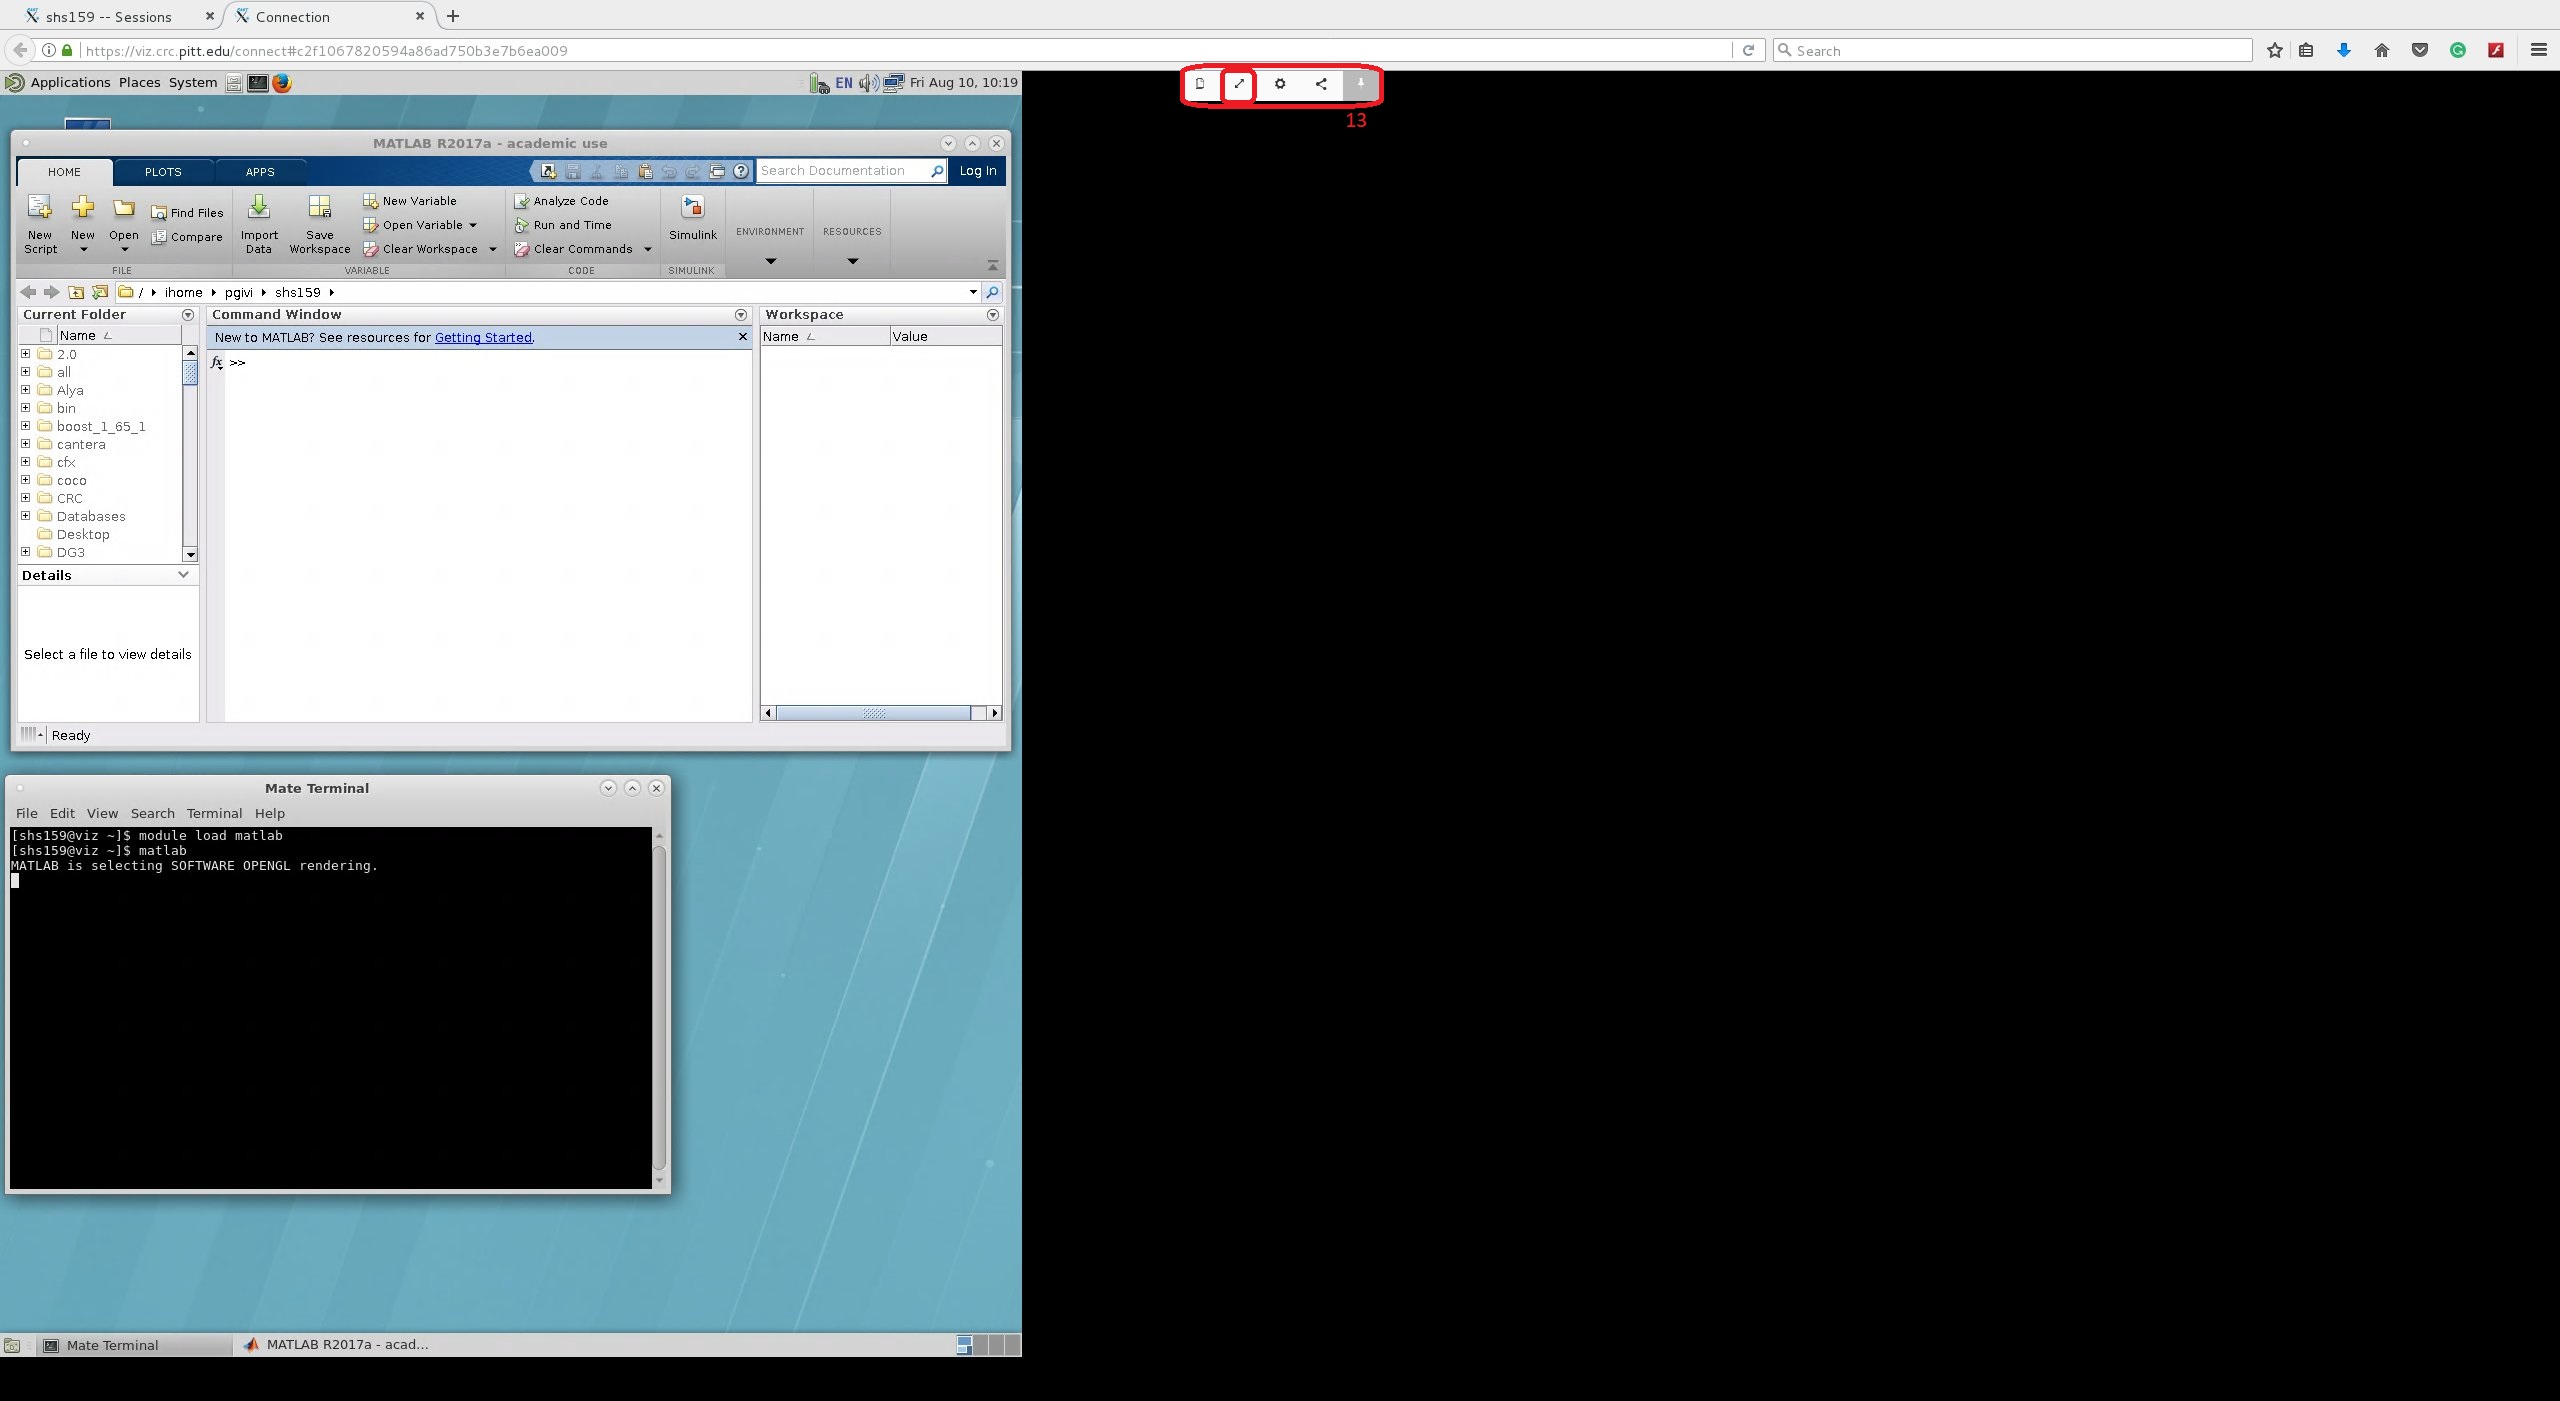 shs159 -- Sessions
Connection
https://viz.crc.pitt.edu/connect#c2f1067820594a86ad750b3e7b6ea009
Search
Applications Places System
EN
Fri Aug 10, 10:19
13
MATLAB R2017a - academic use
HOME
PLOTS
APPS
Search Documentation
Log In
New Script
New
Open
Find Files
Compare
Import Data
Save Workspace
New Variable
Open Variable
Clear Workspace
Analyze Code
Run and Time
Clear Commands
Simulink
ENVIRONMENT
RESOURCES
FILE
VARIABLE
CODE
SIMULINK
/ ihome pgivi shs159
Current Folder
Name
2.0
all
Alya
bin
boost_1_65_1
cantera
cfx
coco
CRC
Databases
Desktop
DG3
Details
Select a file to view details
Command Window
New to MATLAB? See resources for Getting Started.
fx >>
Workspace
Name
Value
Ready
Mate Terminal
File Edit View Search Terminal Help
[shs159@viz ~]$ module load matlab
[shs159@viz ~]$ matlab
MATLAB is selecting SOFTWARE OPENGL rendering.
Mate Terminal
MATLAB R2017a - acad...